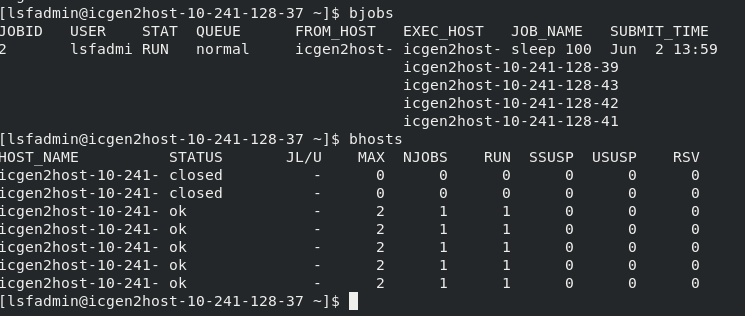 [lsfadmin@icgen2host-10-241-128-37 ~]$ bjobs
JOBID   USER    STAT  QUEUE      FROM_HOST   EXEC_HOST   JOB_NAME   SUBMIT_TIME
2       lsfadmi RUN   normal     icgen2host- icgen2host- sleep 100  Jun  2 13:59
                                             icgen2host-10-241-128-39
                                             icgen2host-10-241-128-43
                                             icgen2host-10-241-128-42
                                             icgen2host-10-241-128-41
[lsfadmin@icgen2host-10-241-128-37 ~]$ bhosts
HOST_NAME          STATUS       JL/U    MAX  NJOBS    RUN  SSUSP  USUSP    RSV
icgen2host-10-241- closed          -      0      0      0      0      0      0
icgen2host-10-241- closed          -      0      0      0      0      0      0
icgen2host-10-241- ok              -      2      1      1      0      0      0
icgen2host-10-241- ok              -      2      1      1      0      0      0
icgen2host-10-241- ok              -      2      1      1      0      0      0
icgen2host-10-241- ok              -      2      1      1      0      0      0
icgen2host-10-241- ok              -      2      1      1      0      0      0
[lsfadmin@icgen2host-10-241-128-37 ~]$